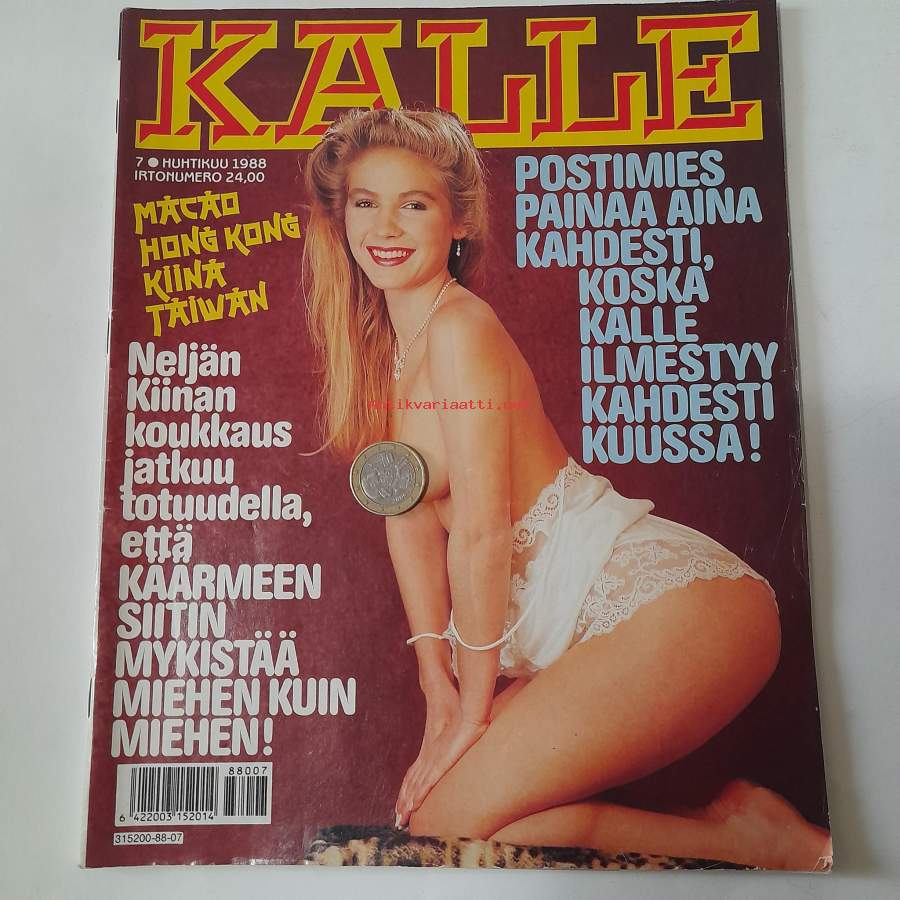 KALLE
7 ● HUHTIKUU 1988
IRTONUMERO 24,00
MACAO
HONG KONG
KIINA
TAIWAN
Neljän
Kiinan
koukkaus
jatkuu
totuudella,
että
KÄÄRMEEN
SIITIN
MYKISTÄÄ
MIEHEN KUIN
MIEHEN!
POSTIMIES
PAINAA AINA
KAHDESTI,
KOSKA
KALLE
ILMESTYY
KAHDESTI
KUUSSA!
Antikvariaatti.net
88007
6 422003 152014
315200-88-07